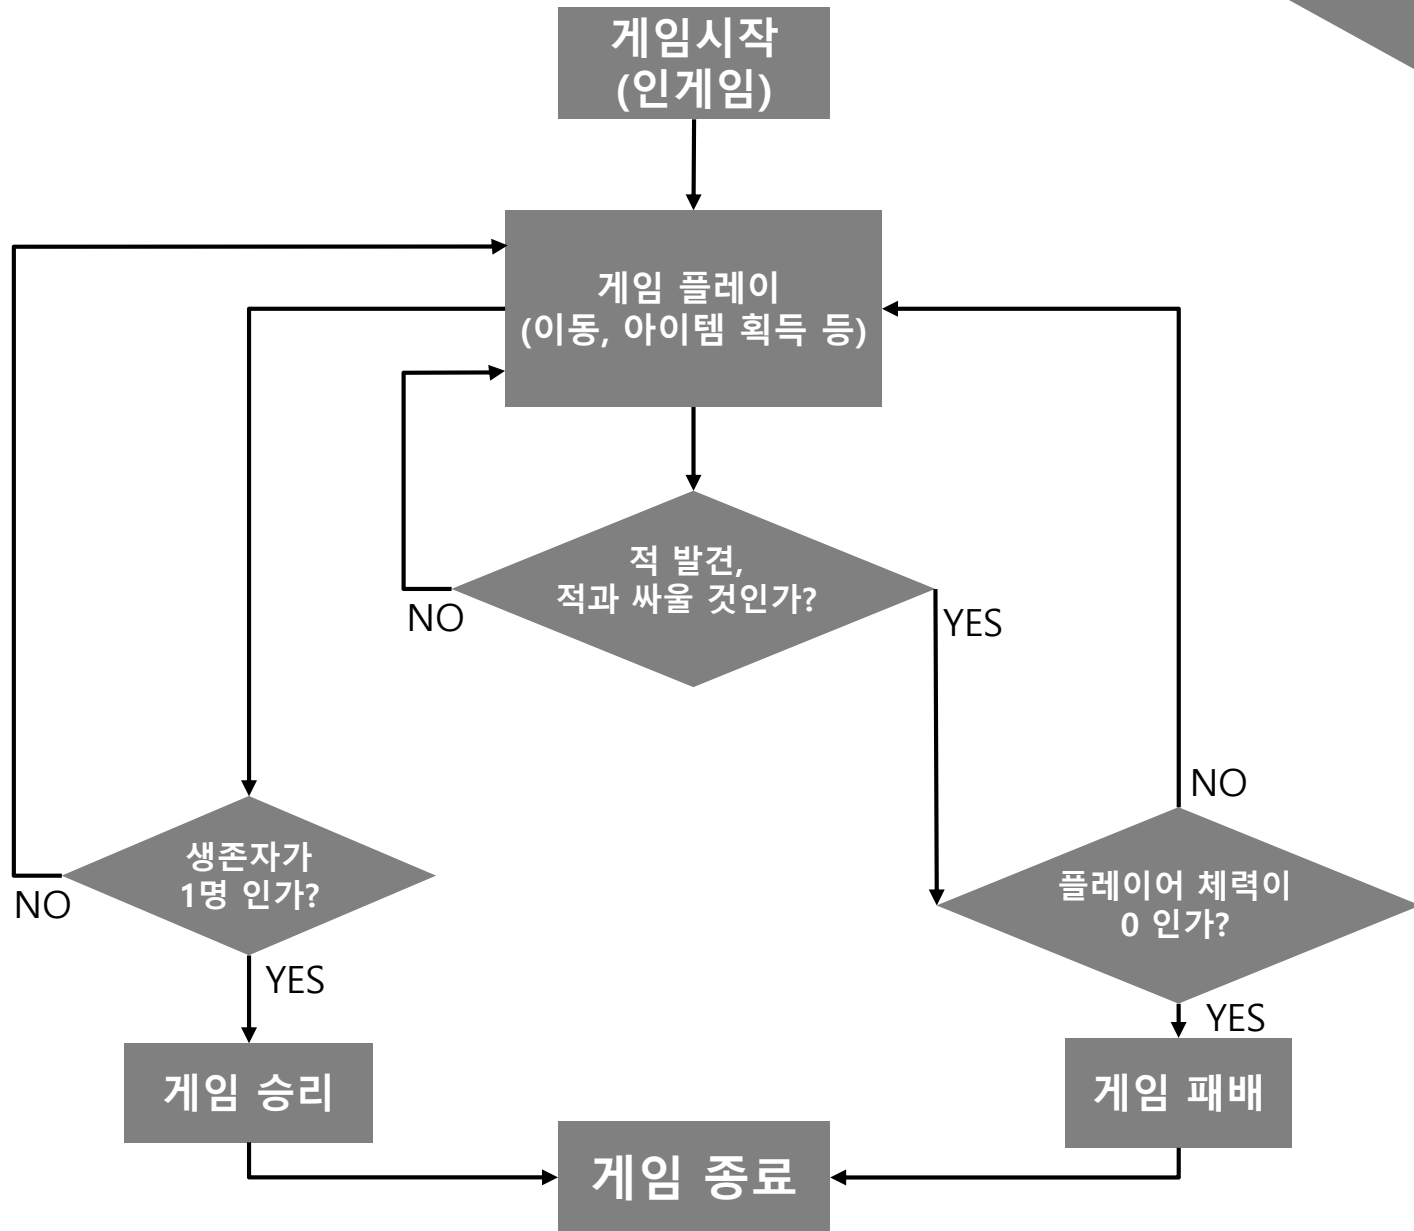 게임시작
(인게임)
게임 플레이
(이동, 아이템 획득 등)
적 발견,
적과 싸울 것인가?
NO
YES
NO
생존자가
1명 인가?
NO
플레이어 체력이
0 인가?
YES
YES
게임 승리
게임 패배
게임 종료